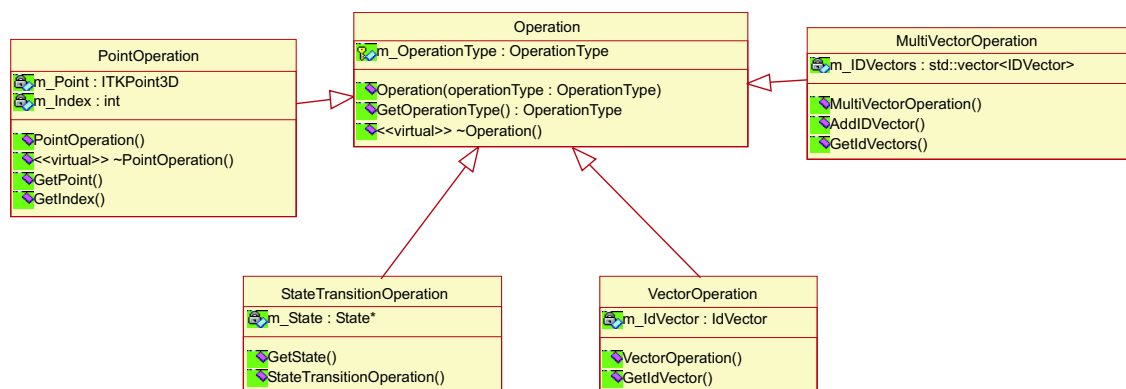 Operation
m_OperationType : OperationType
Operation(operationType : OperationType)
GetOperationType() : OperationType
<<virtual>> ~Operation()
PointOperation
m_Point : ITKPoint3D
m_Index : int
PointOperation()
<<virtual>> ~PointOperation()
GetPoint()
GetIndex()
MultiVectorOperation
m_IDVectors : std::vector<IDVector>
MultiVectorOperation()
AddIDVector()
GetIdVectors()
StateTransitionOperation
m_State : State*
GetState()
StateTransitionOperation()
VectorOperation
m_IdVector : IdVector
VectorOperation()
GetIdVector()